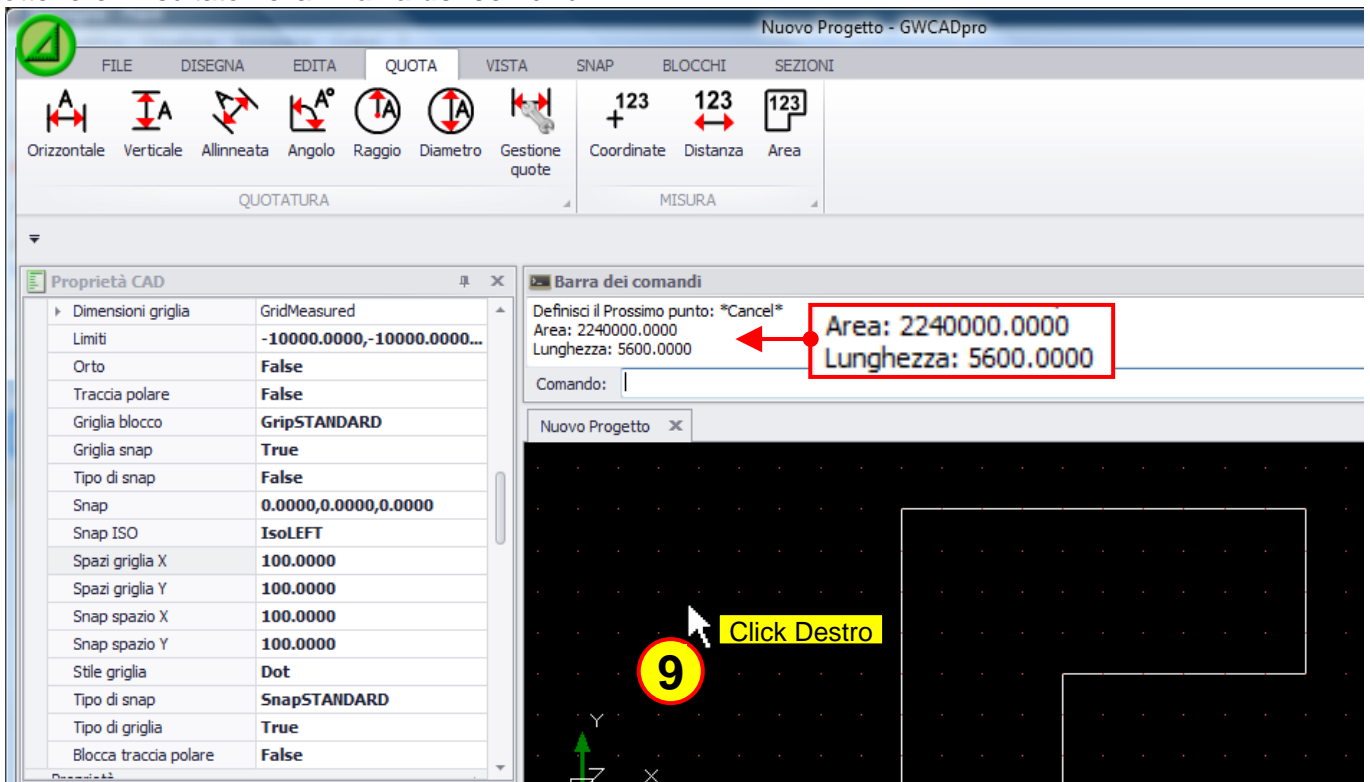 Nuovo Progetto - GWCADpro
FILE DISEGNA EDITA QUOTA VISTA SNAP BLOCCHI SEZIONI
A A A A° A A 123 123 123
Orizzontale Verticale Allinneata Angolo Raggio Diametro Gestione quote Coordinate Distanza Area
QUOTATURA MISURA
Proprietà CAD
Dimensioni griglia GridMeasured
Limiti -10000.0000,-10000.0000...
Orto False
Traccia polare False
Griglia blocco GripSTANDARD
Griglia snap True
Tipo di snap False
Snap 0.0000,0.0000,0.0000
Snap ISO IsoLEFT
Spazi griglia X 100.0000
Spazi griglia Y 100.0000
Snap spazio X 100.0000
Snap spazio Y 100.0000
Stile griglia Dot
Tipo di snap SnapSTANDARD
Tipo di griglia True
Blocca traccia polare False
Barra dei comandi
Definisci il Prossimo punto: *Cancel*
Area: 2240000.0000
Lunghezza: 5600.0000
Area: 2240000.0000
Lunghezza: 5600.0000
Comando:
Nuovo Progetto
Click Destro
9
Y
Z X